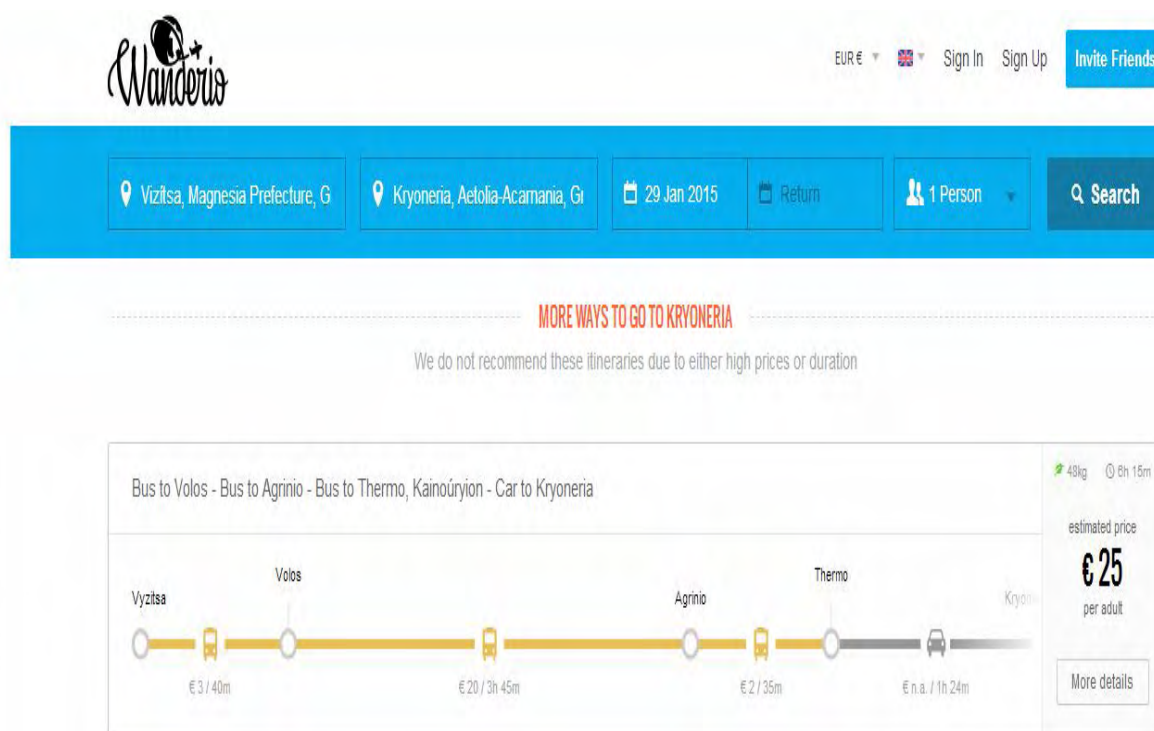 Wanderio
EUR € Sign In Sign Up Invite Friends
Vizítsa, Magnesia Prefecture, G Kryoneria, Aetolia-Acarnania, Gr 29 Jan 2015 Return 1 Person Search
MORE WAYS TO GO TO KRYONERIA
We do not recommend these itineraries due to either high prices or duration
Bus to Volos - Bus to Agrinio - Bus to Thermo, Kainoúryion - Car to Kryoneria
48kg 6h 15m
estimated price
€ 25
per adult
More details
Vyzitsa Volos Agrinio Thermo Kryone
€ 3 / 40m € 20 / 3h 45m € 2 / 35m € n.a. / 1h 24m